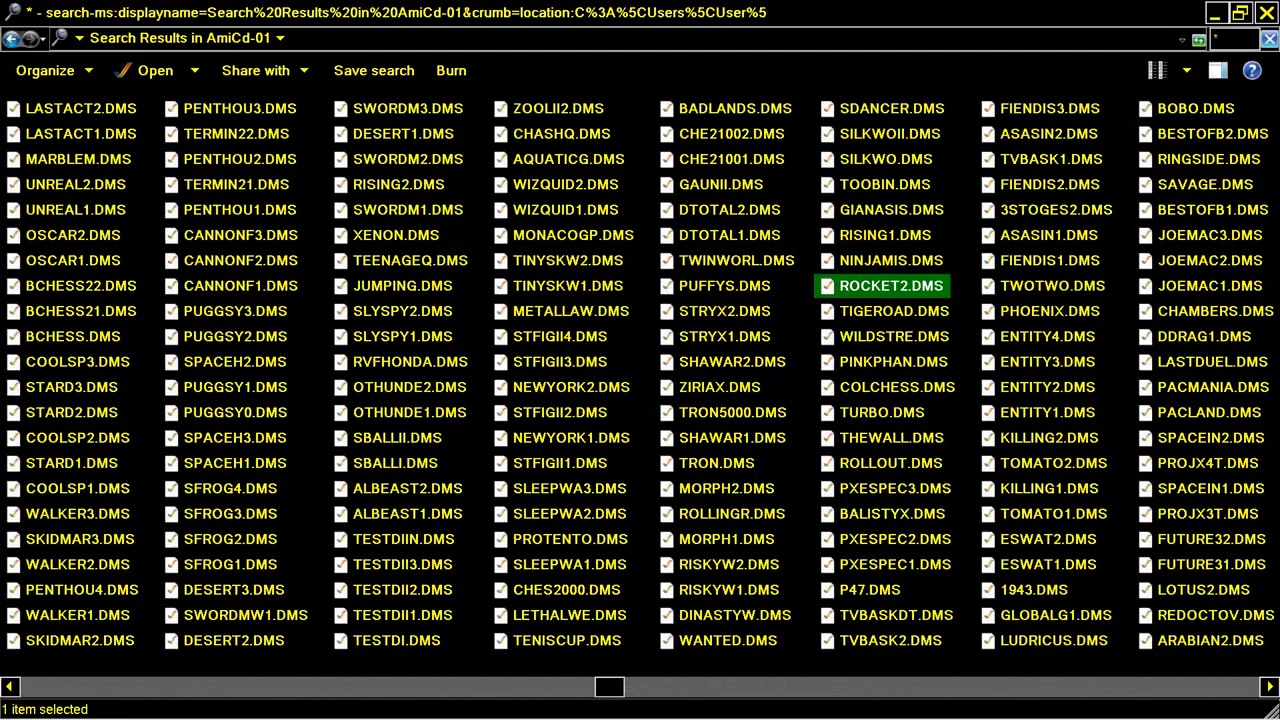 * - search-ms:displayname=Search%20Results%20in%20AmiCd-01&crumb=location:C%3A%5CUsers%5CUser%5
Search Results in AmiCd-01
*
Organize Open Share with Save search Burn
LASTACT2.DMS PENTHOU3.DMS SWORDM3.DMS ZOOLII2.DMS BADLANDS.DMS SDANCER.DMS FIENDIS3.DMS BOBO.DMS
LASTACT1.DMS TERMIN22.DMS DESERT1.DMS CHASHQ.DMS CHE21002.DMS SILKWOII.DMS ASASIN2.DMS BESTOFB2.DMS
MARBLEM.DMS PENTHOU2.DMS SWORDM2.DMS AQUATICG.DMS CHE21001.DMS SILKWO.DMS TVBASK1.DMS RINGSIDE.DMS
UNREAL2.DMS TERMIN21.DMS RISING2.DMS WIZQUID2.DMS GAUNII.DMS TOOBIN.DMS FIENDIS2.DMS SAVAGE.DMS
UNREAL1.DMS PENTHOU1.DMS SWORDM1.DMS WIZQUID1.DMS DTOTAL2.DMS GIANASIS.DMS 3STOGES2.DMS BESTOFB1.DMS
OSCAR2.DMS CANNONF3.DMS XENON.DMS MONACOGP.DMS DTOTAL1.DMS RISING1.DMS ASASIN1.DMS JOEMAC3.DMS
OSCAR1.DMS CANNONF2.DMS TEENAGEQ.DMS TINYSKW2.DMS TWINWORL.DMS NINJAMIS.DMS FIENDIS1.DMS JOEMAC2.DMS
BCHESS22.DMS CANNONF1.DMS JUMPING.DMS TINYSKW1.DMS PUFFYS.DMS ROCKET2.DMS TWOTWO.DMS JOEMAC1.DMS
BCHESS21.DMS PUGGSY3.DMS SLYSPY2.DMS METALLAW.DMS STRYX2.DMS TIGEROAD.DMS PHOENIX.DMS CHAMBERS.DMS
BCHESS.DMS PUGGSY2.DMS SLYSPY1.DMS STFIGII4.DMS STRYX1.DMS WILDSTRE.DMS ENTITY4.DMS DDRAG1.DMS
COOLSP3.DMS SPACEH2.DMS RVFHONDA.DMS STFIGII3.DMS SHAWAR2.DMS PINKPHAN.DMS ENTITY3.DMS LASTDUEL.DMS
STARD3.DMS PUGGSY1.DMS OTHUNDE2.DMS NEWYORK2.DMS ZIRIAX.DMS COLCHESS.DMS ENTITY2.DMS PACMANIA.DMS
STARD2.DMS PUGGSY0.DMS OTHUNDE1.DMS STFIGII2.DMS TRON5000.DMS TURBO.DMS ENTITY1.DMS PACLAND.DMS
COOLSP2.DMS SPACEH3.DMS SBALLII.DMS NEWYORK1.DMS SHAWAR1.DMS THEWALL.DMS KILLING2.DMS SPACEIN2.DMS
STARD1.DMS SPACEH1.DMS SBALLI.DMS STFIGII1.DMS TRON.DMS ROLLOUT.DMS TOMATO2.DMS PROJX4T.DMS
COOLSP1.DMS SFROG4.DMS ALBEAST2.DMS SLEEPWA3.DMS MORPH2.DMS PXESPEC3.DMS KILLING1.DMS SPACEIN1.DMS
WALKER3.DMS SFROG3.DMS ALBEAST1.DMS SLEEPWA2.DMS ROLLINGR.DMS BALISTYX.DMS TOMATO1.DMS PROJX3T.DMS
SKIDMAR3.DMS SFROG2.DMS TESTDIIN.DMS PROTENTO.DMS MORPH1.DMS PXESPEC2.DMS ESWAT2.DMS FUTURE32.DMS
WALKER2.DMS SFROG1.DMS TESTDII3.DMS SLEEPWA1.DMS RISKYW2.DMS PXESPEC1.DMS ESWAT1.DMS FUTURE31.DMS
PENTHOU4.DMS DESERT3.DMS TESTDII2.DMS CHES2000.DMS RISKYW1.DMS P47.DMS 1943.DMS LOTUS2.DMS
WALKER1.DMS SWORDMW1.DMS TESTDII1.DMS LETHALWE.DMS DINASTYW.DMS TVBASKDT.DMS GLOBALG1.DMS REDOCTOV.DMS
SKIDMAR2.DMS DESERT2.DMS TESTDI.DMS TENISCUP.DMS WANTED.DMS TVBASK2.DMS LUDRICUS.DMS ARABIAN2.DMS
1 item selected